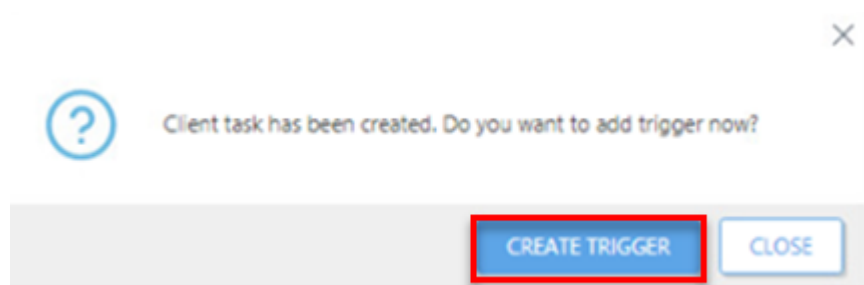 Client task has been created. Do you want to add trigger now?
CREATE TRIGGER
CLOSE